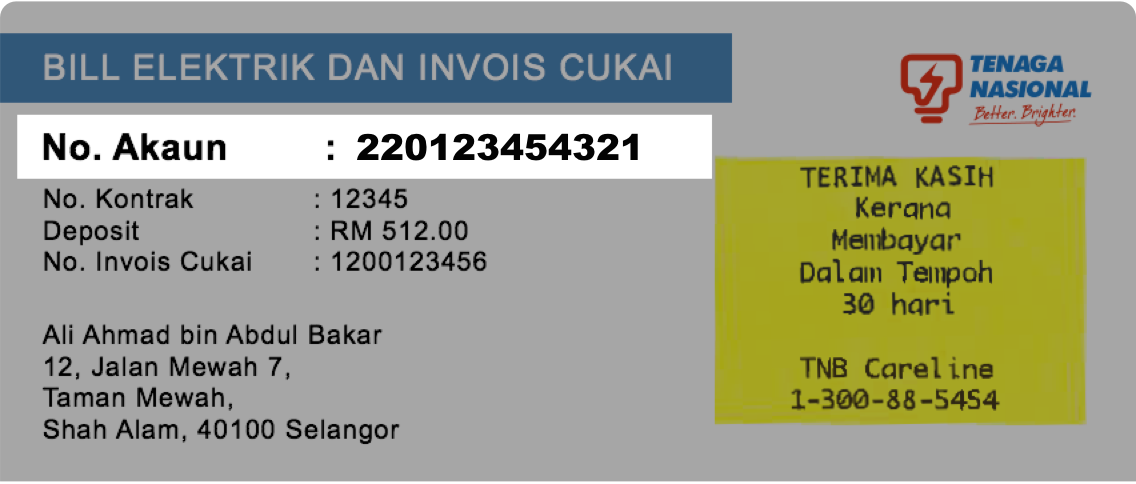 BILL ELEKTRIK DAN INVOIS CUKAI
TENAGA
NASIONAL
Better. Brighter.
No. Akaun : 220123454321
No. Kontrak : 12345
Deposit : RM 512.00
No. Invois Cukai : 1200123456
Ali Ahmad bin Abdul Bakar
12, Jalan Mewah 7,
Taman Mewah,
Shah Alam, 40100 Selangor
TERIMA KASIH
Kerana
Membayar
Dalam Tempoh
30 hari
TNB Careline
1-300-88-5454